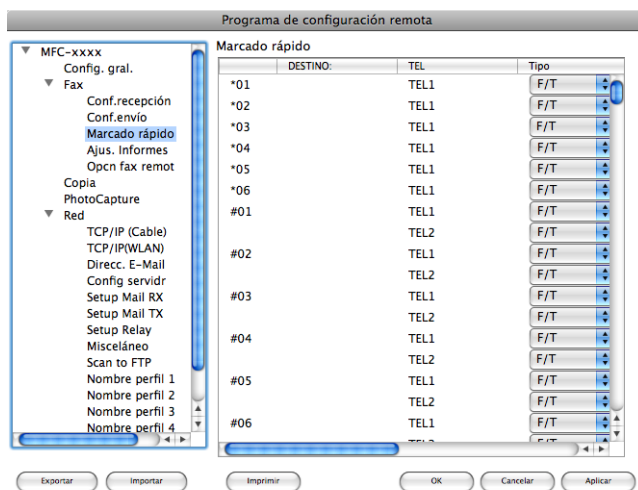 Programa de configuración remota
MFC-xxxx
Config. gral.
Fax
Conf.recepción
Conf.envío
Marcado rápido
Ajus. Informes
Opcn fax remot
Copia
PhotoCapture
Red
TCP/IP (Cable)
TCP/IP(WLAN)
Direcc. E-Mail
Config servidr
Setup Mail RX
Setup Mail TX
Setup Relay
Misceláneo
Scan to FTP
Nombre perfil 1
Nombre perfil 2
Nombre perfil 3
Nombre perfil 4
Marcado rápido
DESTINO: TEL Tipo
*01 TEL1 F/T
*02 TEL1 F/T
*03 TEL1 F/T
*04 TEL1 F/T
*05 TEL1 F/T
*06 TEL1 F/T
#01 TEL1 F/T
TEL2 F/T
#02 TEL1 F/T
TEL2 F/T
#03 TEL1 F/T
TEL2 F/T
#04 TEL1 F/T
TEL2 F/T
#05 TEL1 F/T
TEL2 F/T
#06 TEL1 F/T
TEL2 F/T
Exportar Importar Imprimir OK Cancelar Aplicar